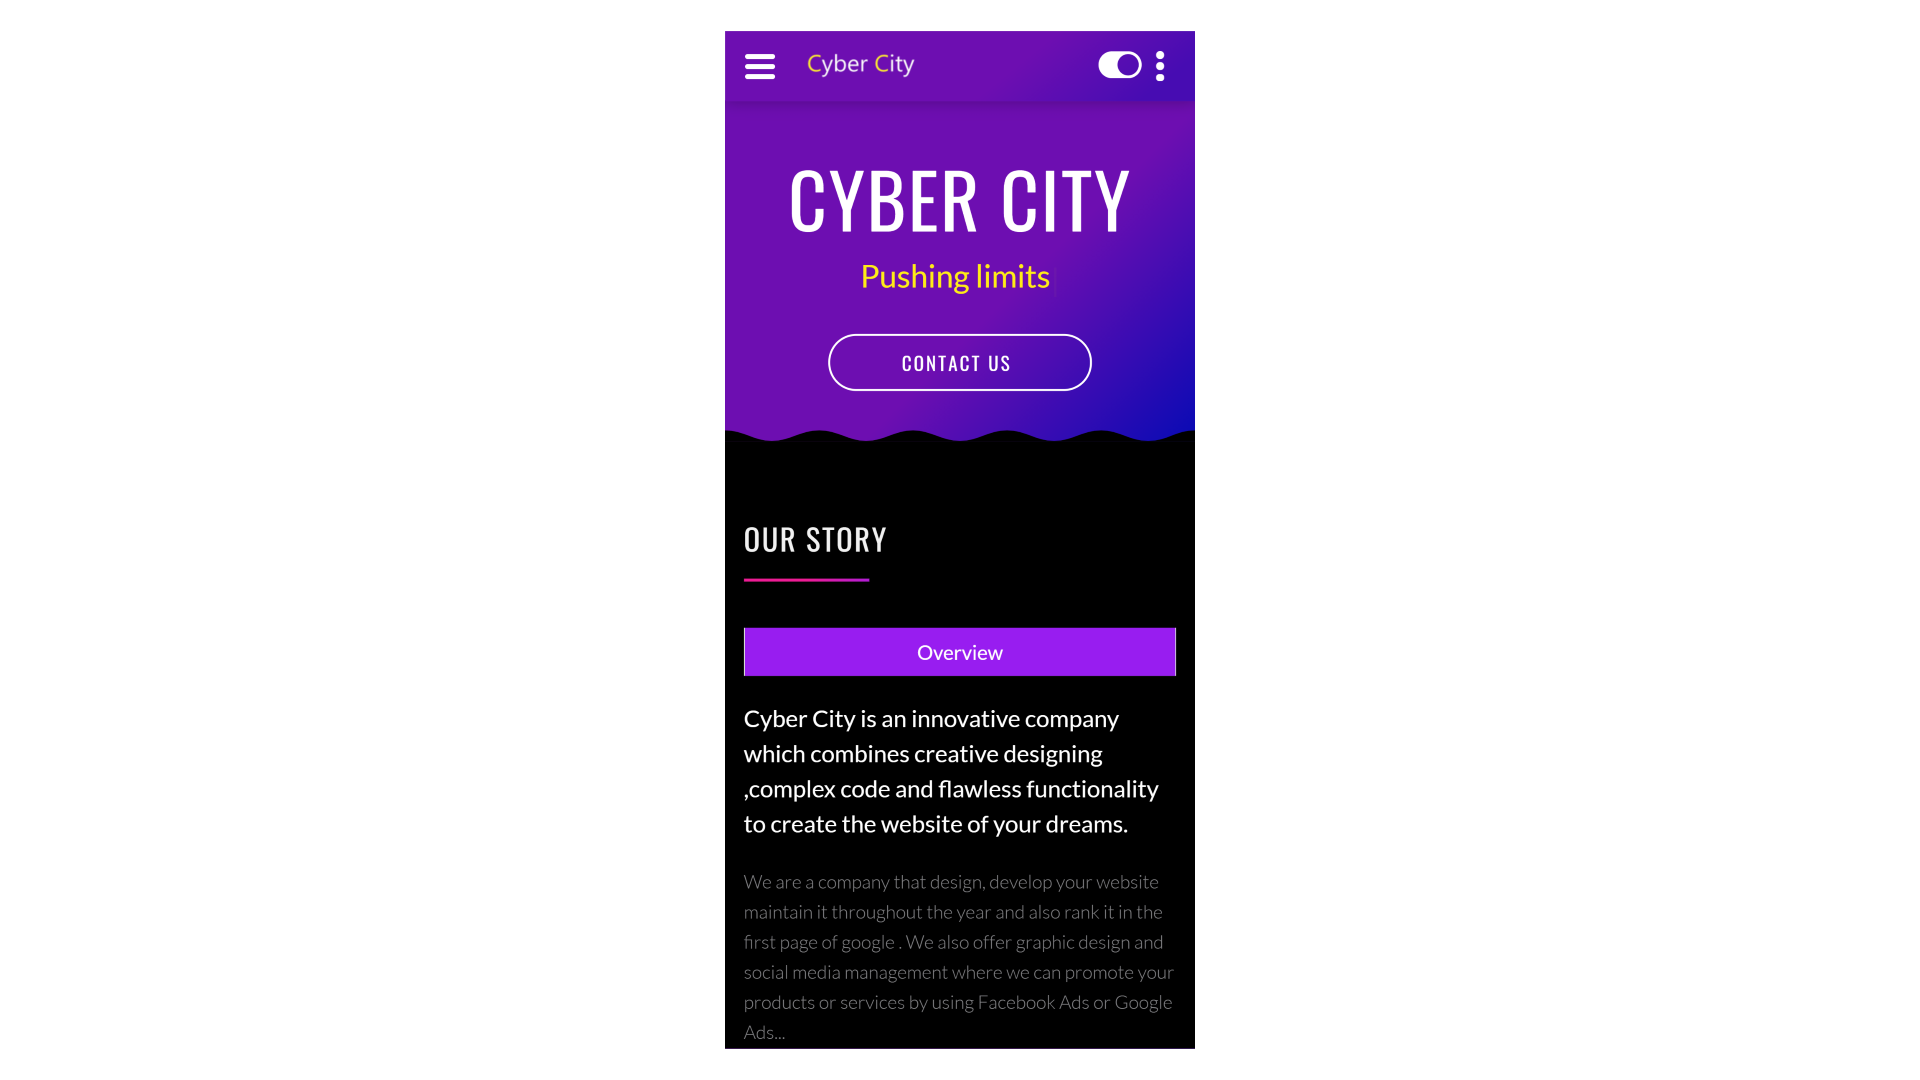 Cyber City
CYBER CITY
Pushing limits
CONTACT US
OUR STORY
Overview
Cyber City is an innovative company
which combines creative designing
,complex code and flawless functionality
to create the website of your dreams.
We are a company that design, develop your website
maintain it throughout the year and also rank it in the
first page of google . We also offer graphic design and
social media management where we can promote your
products or services by using Facebook Ads or Google
Ads...